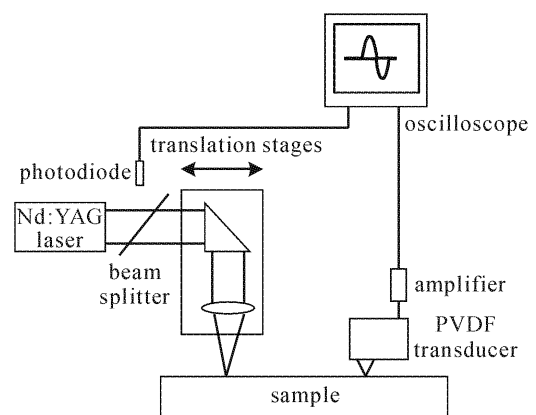 oscilloscope
translation stages
photodiode
Nd:YAG
laser
beam
splitter
amplifier
PVDF
transducer
sample